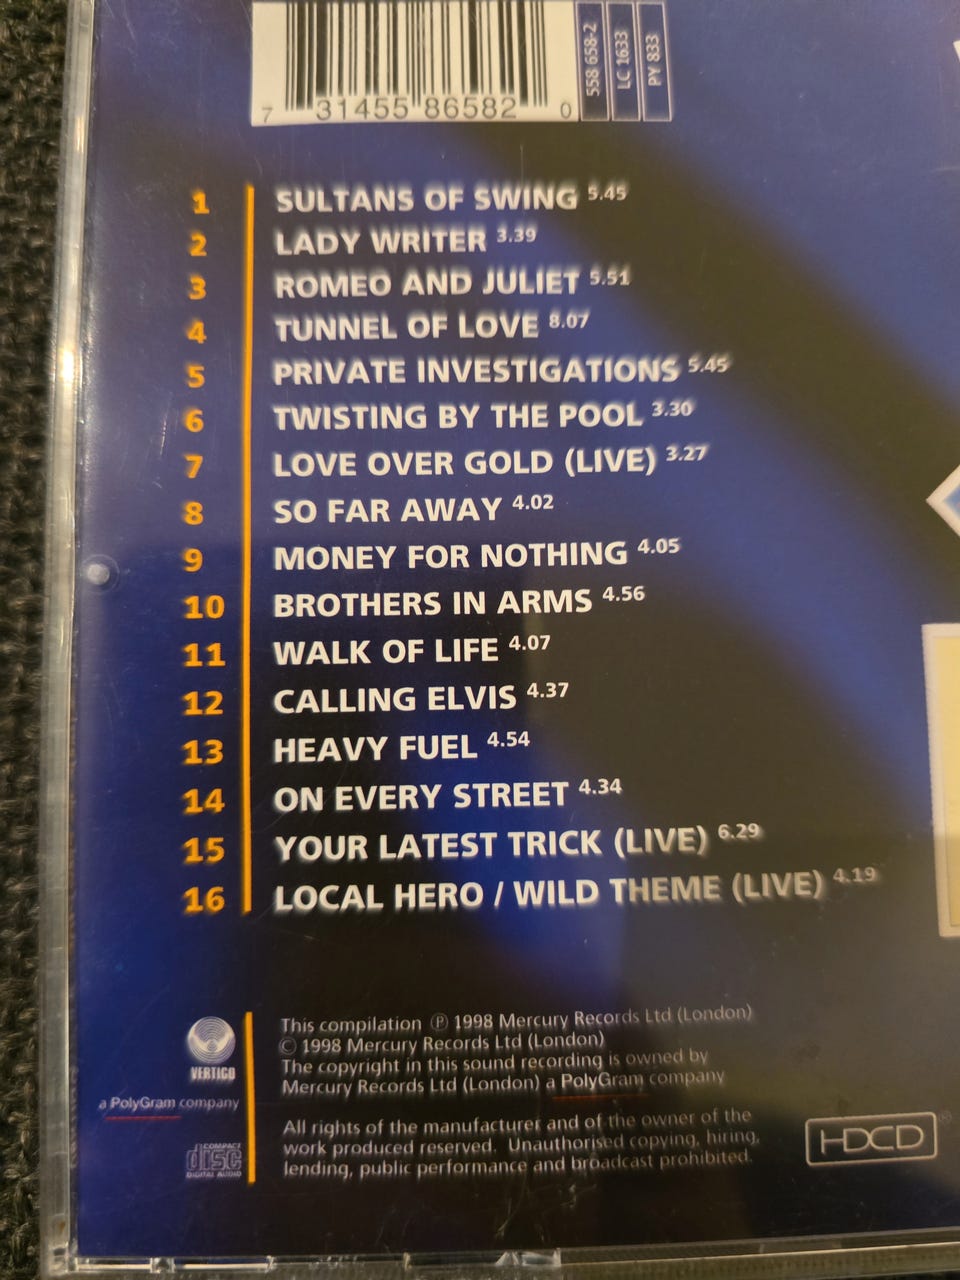 7 31455 86582 0
558 658-2
LC 1633
PY 833
1 SULTANS OF SWING 5.45
2 LADY WRITER 3.39
3 ROMEO AND JULIET 5.51
4 TUNNEL OF LOVE 8.07
5 PRIVATE INVESTIGATIONS 5.45
6 TWISTING BY THE POOL 3.30
7 LOVE OVER GOLD (LIVE) 3.27
8 SO FAR AWAY 4.02
9 MONEY FOR NOTHING 4.05
10 BROTHERS IN ARMS 4.56
11 WALK OF LIFE 4.07
12 CALLING ELVIS 4.37
13 HEAVY FUEL 4.54
14 ON EVERY STREET 4.34
15 YOUR LATEST TRICK (LIVE) 6.29
16 LOCAL HERO / WILD THEME (LIVE) 4.19
VERTIGO
a PolyGram company
COMPACT
disc
DIGITAL AUDIO
This compilation ℗ 1998 Mercury Records Ltd (London)
© 1998 Mercury Records Ltd (London)
The copyright in this sound recording is owned by
Mercury Records Ltd (London) a PolyGram company
All rights of the manufacturer and of the owner of the
work produced reserved. Unauthorised copying, hiring,
lending, public performance and broadcast prohibited.
HDCD®